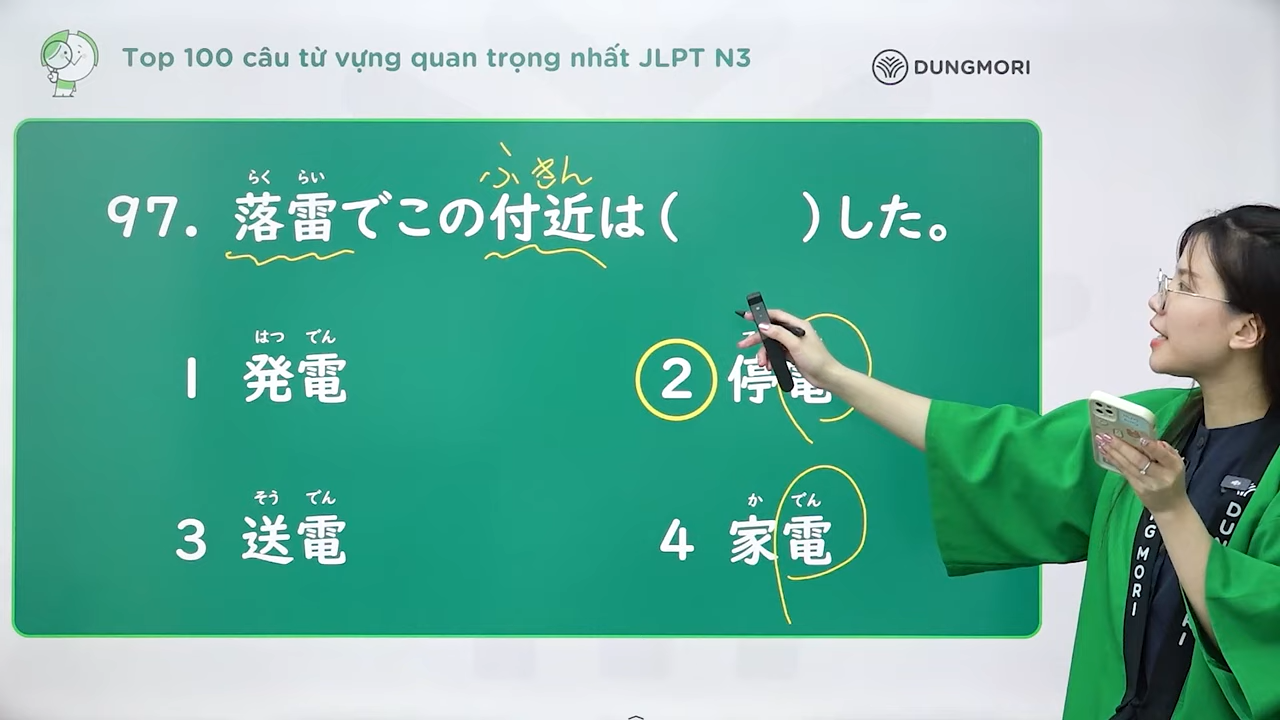 Top 100 câu từ vựng quan trọng nhất JLPT N3
DUNGMORI
ふきん
らく らい
97. 落雷でこの付近は( )した。
はつ でん
1 発電
2 停電
そう でん
3 送電
か でん
4 家電